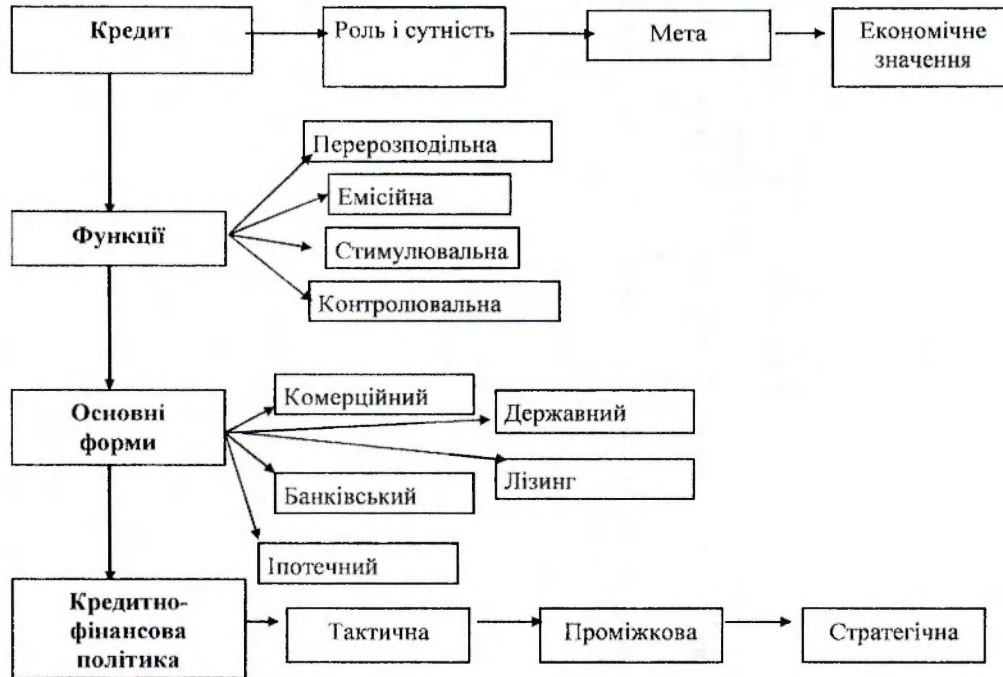 Кредит
Роль і сутність
Мета
Економічне
значення
Перерозподільна
Емісійна
Функції
Стимулювальна
Контролювальна
Основні
форми
Комерційний
Державний
Банківський
Лізинг
Іпотечний
Кредитно-
фінансова
політика
Тактична
Проміжкова
Стратегічна